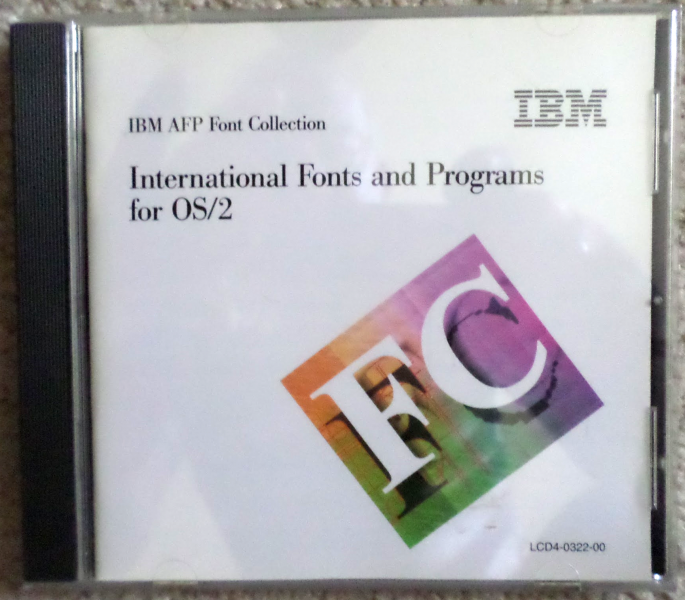 IBM AFP Font Collection
IBM
International Fonts and Programs
for OS/2
FC
LCD4-0322-00